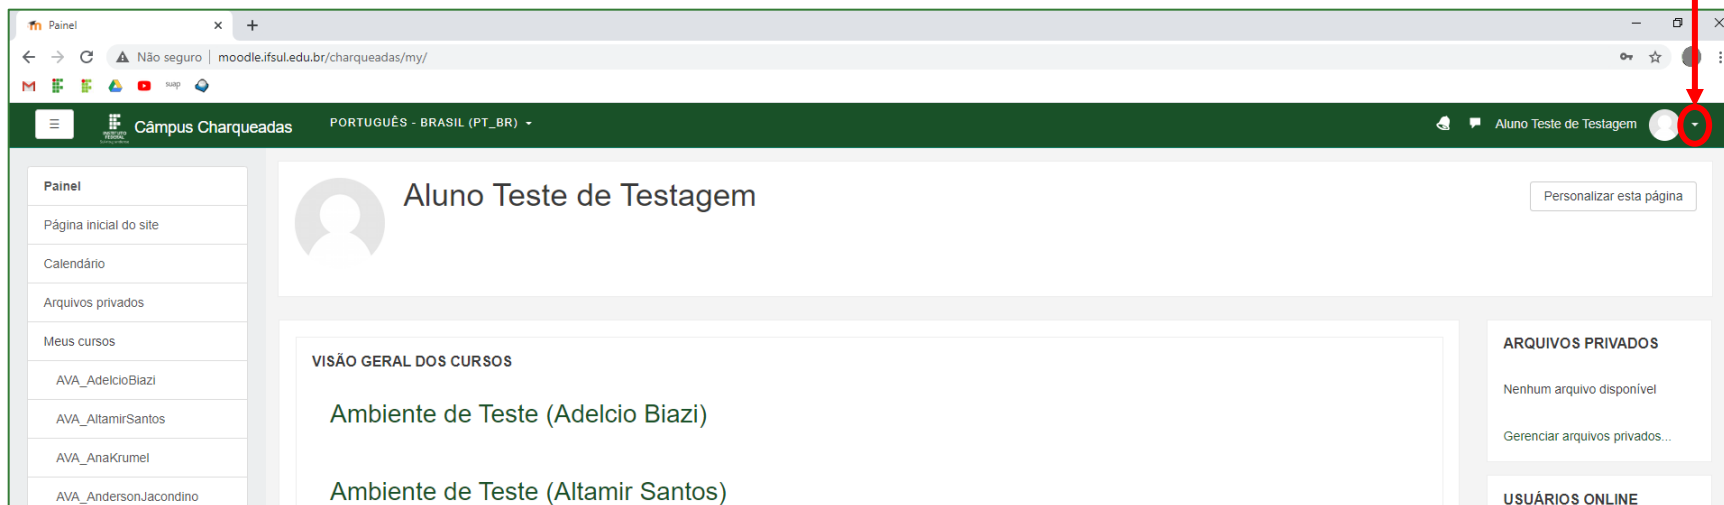 Painel
Não seguro | moodle.ifsul.edu.br/charqueadas/my/
suap
Câmpus Charqueadas PORTUGUÊS - BRASIL (PT_BR) Aluno Teste de Testagem
Painel
Página inicial do site
Calendário
Arquivos privados
Meus cursos
AVA_AdelcioBiazi
AVA_AltamirSantos
AVA_AnaKrumel
AVA_AndersonJacondino
Aluno Teste de Testagem
Personalizar esta página
VISÃO GERAL DOS CURSOS
Ambiente de Teste (Adelcio Biazi)
Ambiente de Teste (Altamir Santos)
ARQUIVOS PRIVADOS
Nenhum arquivo disponível
Gerenciar arquivos privados...
USUÁRIOS ONLINE